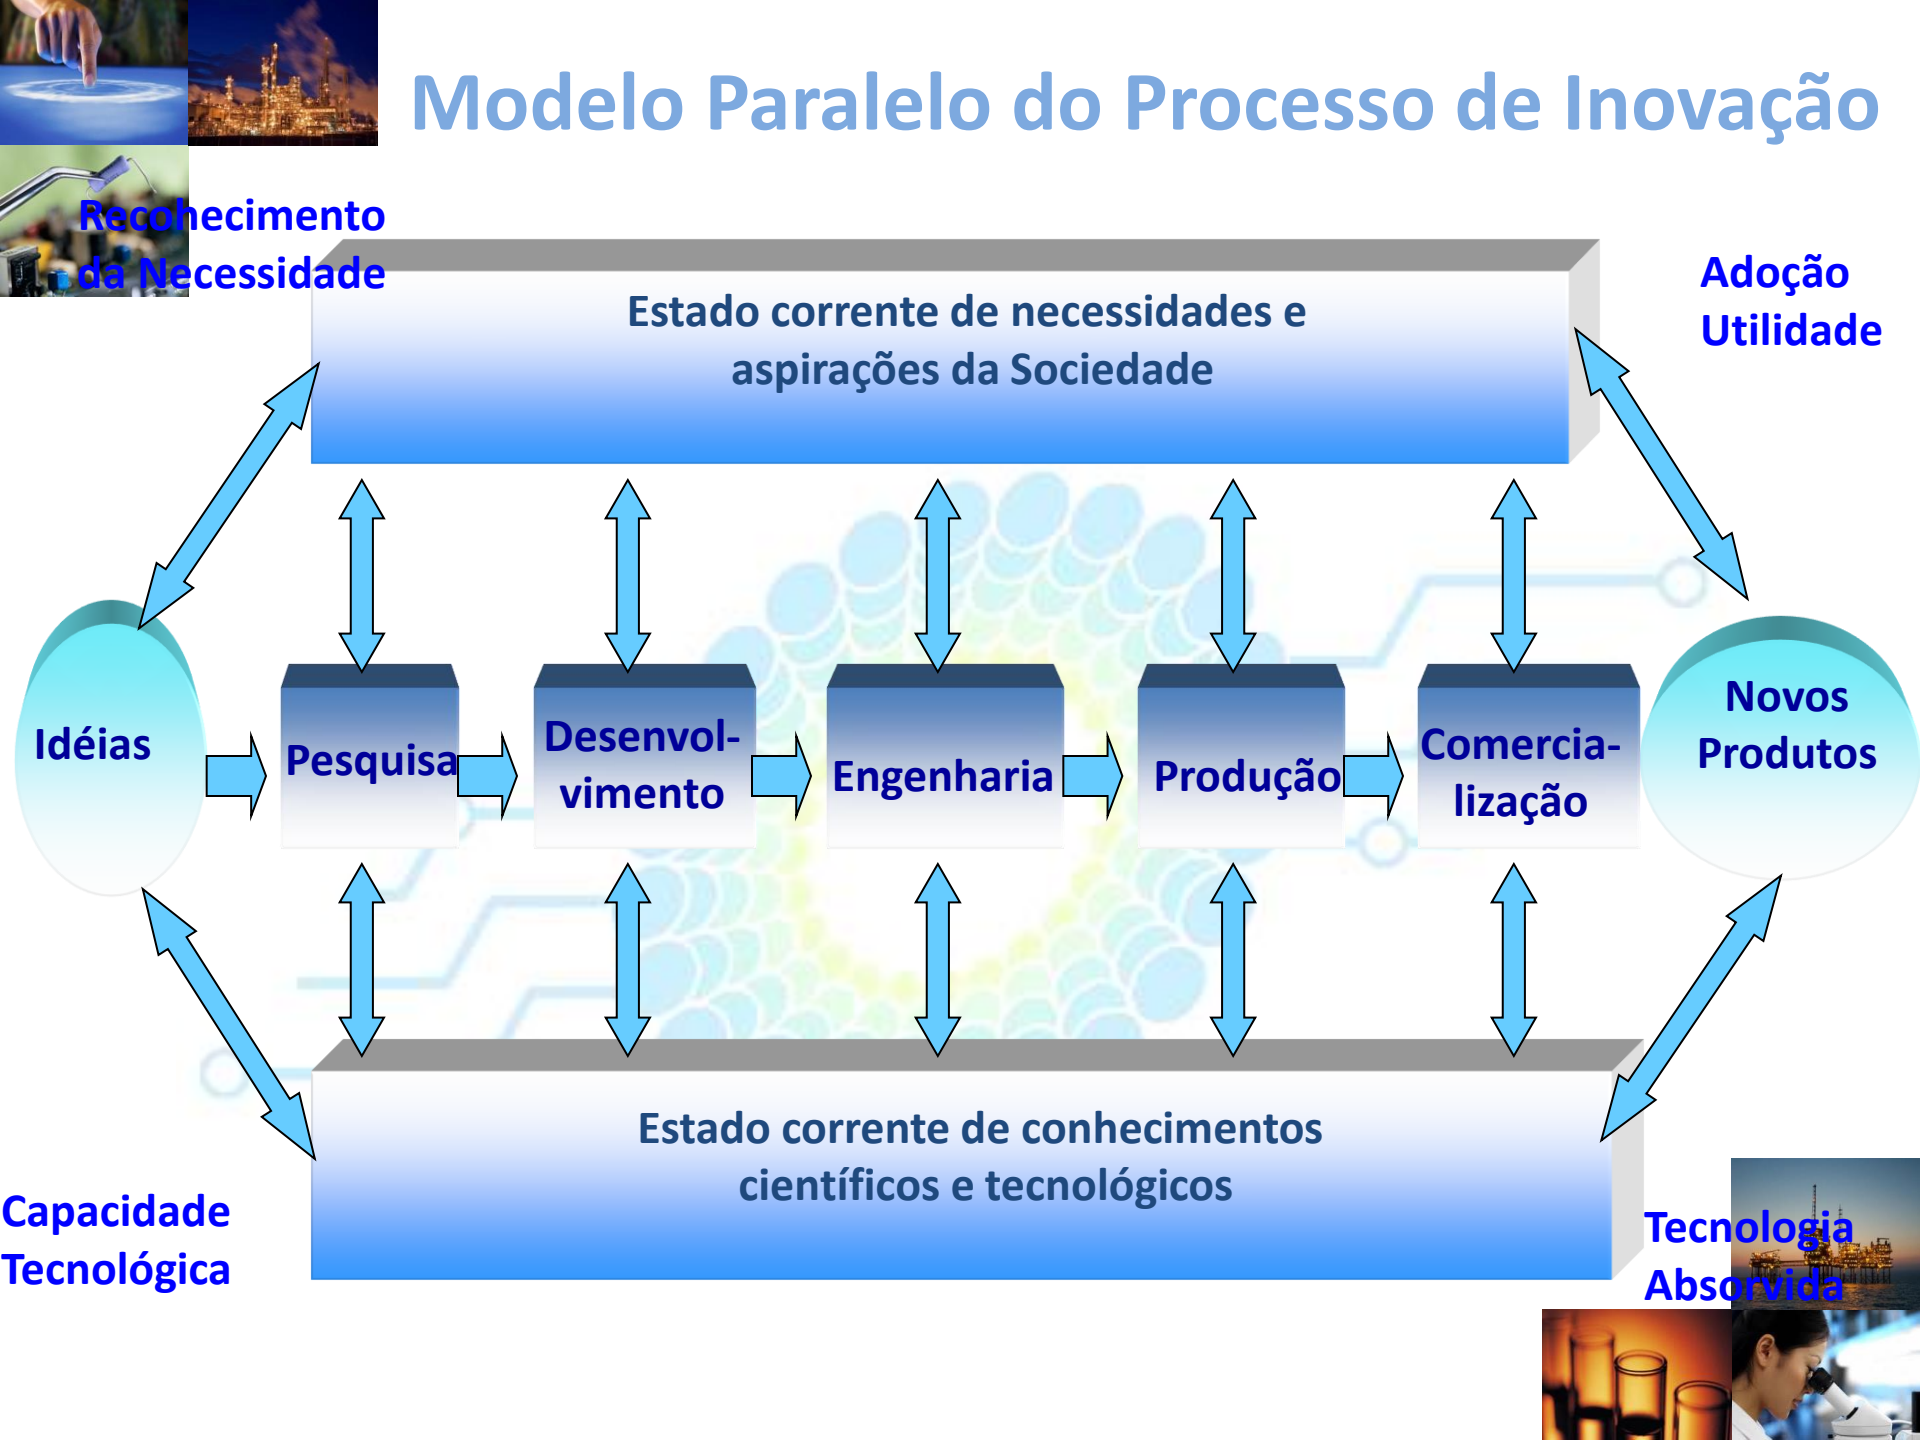 Modelo Paralelo do Processo de Inovação
Recohecimento
da Necessidade
Adoção
Utilidade
Estado corrente de necessidades e
aspirações da Sociedade
Idéias
Pesquisa
Desenvol-
vimento
Engenharia
Produção
Comercia-
lização
Novos
Produtos
Estado corrente de conhecimentos
científicos e tecnológicos
Capacidade
Tecnológica
Tecnologia
Absorvida